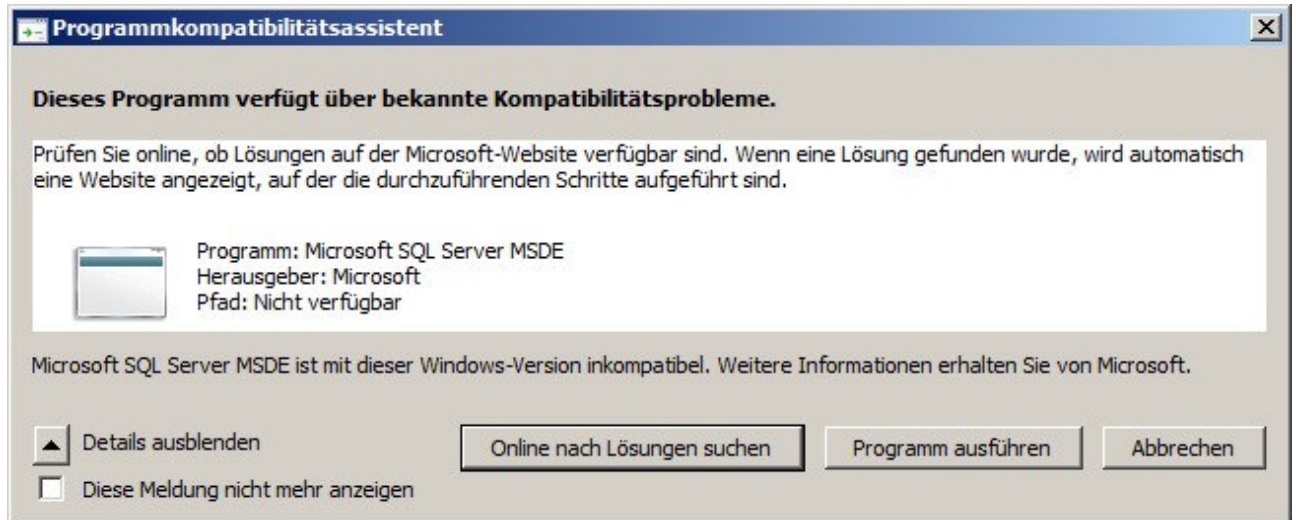 Programmkompatibilitätsassistent
Dieses Programm verfügt über bekannte Kompatibilitätsprobleme.
Prüfen Sie online, ob Lösungen auf der Microsoft-Website verfügbar sind. Wenn eine Lösung gefunden wurde, wird automatisch
eine Website angezeigt, auf der die durchzuführenden Schritte aufgeführt sind.
Programm: Microsoft SQL Server MSDE
Herausgeber: Microsoft
Pfad: Nicht verfügbar
Microsoft SQL Server MSDE ist mit dieser Windows-Version inkompatibel. Weitere Informationen erhalten Sie von Microsoft.
Details ausblenden
Online nach Lösungen suchen
Programm ausführen
Abbrechen
Diese Meldung nicht mehr anzeigen